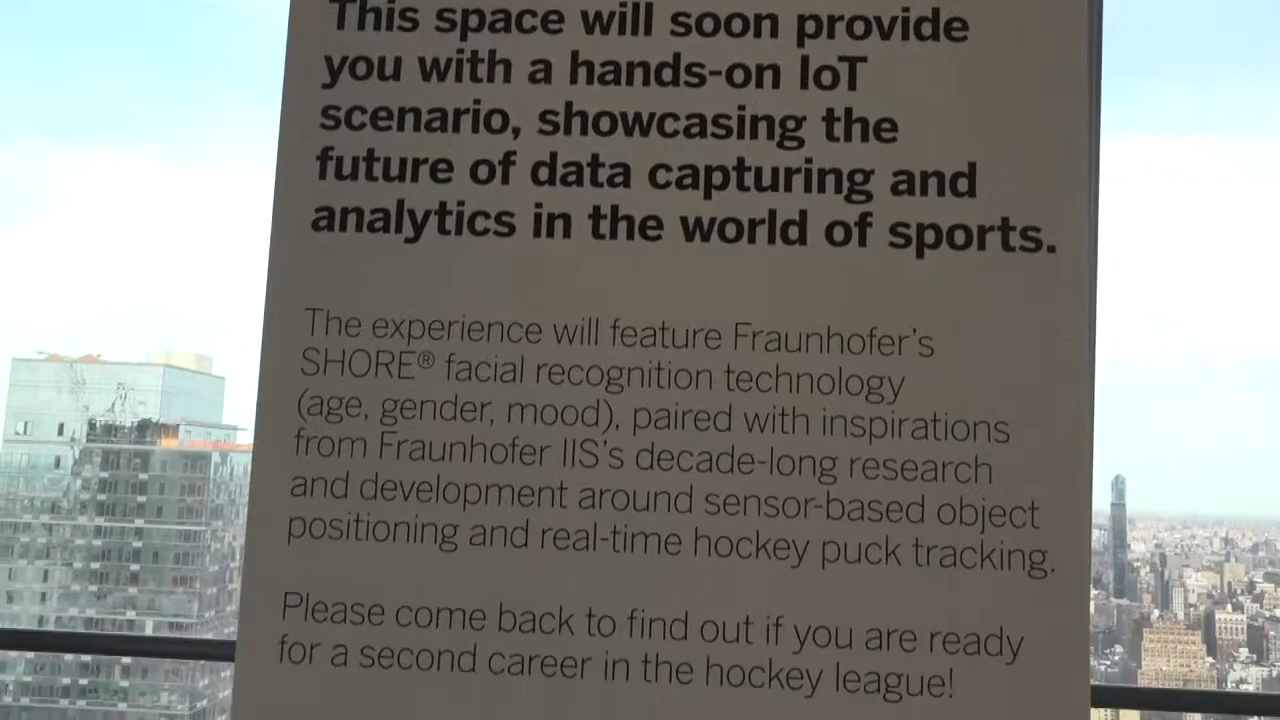 This space will soon provide
you with a hands-on IoT
scenario, showcasing the
future of data capturing and
analytics in the world of sports.
The experience will feature Fraunhofer's
SHORE® facial recognition technology
(age, gender, mood), paired with inspirations
from Fraunhofer IIS's decade-long research
and development around sensor-based object
positioning and real-time hockey puck tracking.
Please come back to find out if you are ready
for a second career in the hockey league!